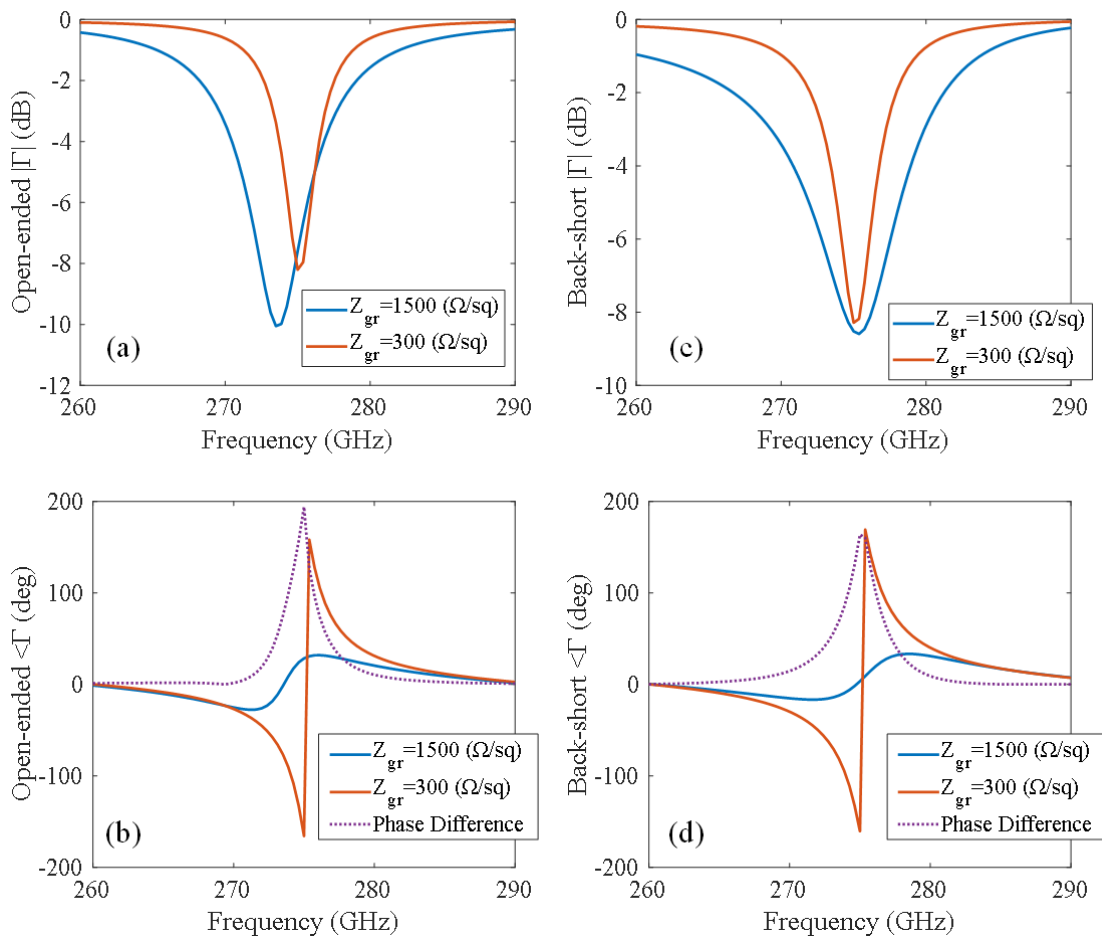 0
-2
-4
-6
-8
-10
-12
Open-ended |Γ| (dB)
Z_gr=1500 (Ω/sq)
Z_gr=300 (Ω/sq)
(a)
260 270 280 290
Frequency (GHz)
0
-2
-4
-6
-8
-10
Back-short |Γ| (dB)
Z_gr=1500 (Ω/sq)
Z_gr=300 (Ω/sq)
(c)
260 270 280 290
Frequency (GHz)
200
100
0
-100
-200
Open-ended <Γ (deg)
Z_gr=1500 (Ω/sq)
Z_gr=300 (Ω/sq)
Phase Difference
(b)
260 270 280 290
Frequency (GHz)
200
100
0
-100
-200
Back-short <Γ (deg)
Z_gr=1500 (Ω/sq)
Z_gr=300 (Ω/sq)
Phase Difference
(d)
260 270 280 290
Frequency (GHz)